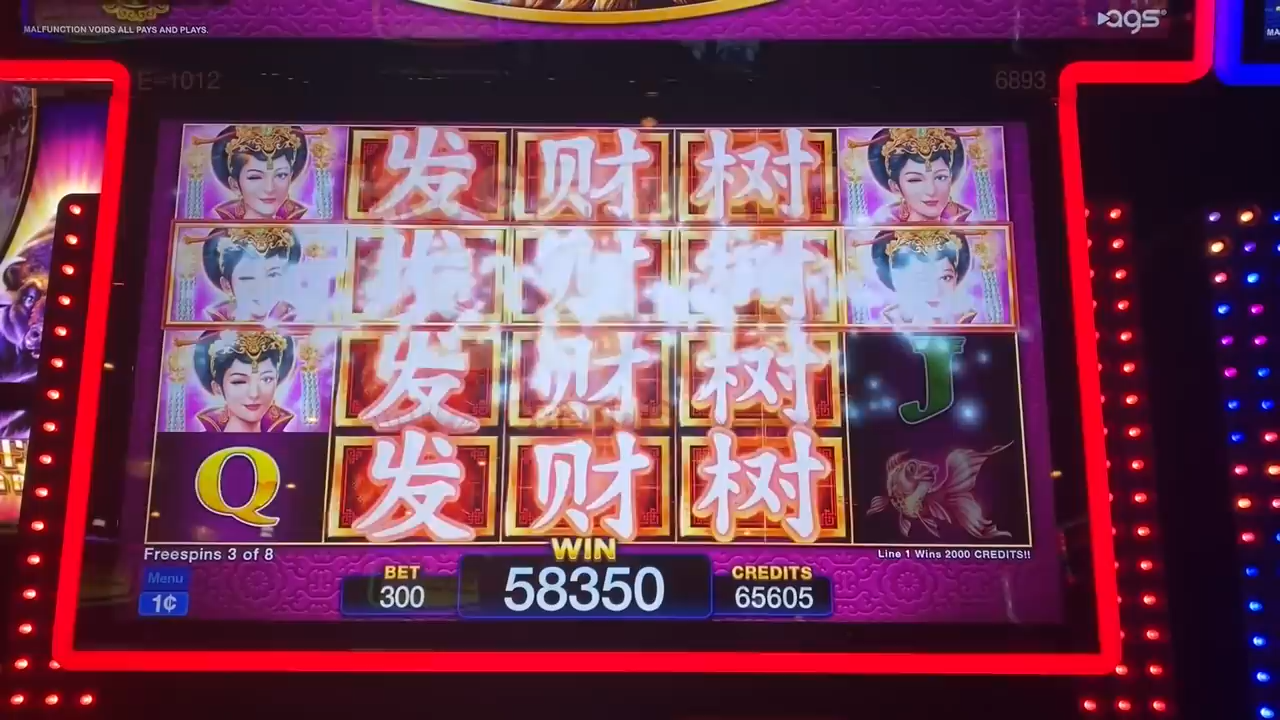 MALFUNCTION VOIDS ALL PAYS AND PLAYS.
ags
E-1012
6893
发 财 树
发 财 树
发 财 树
J
发 财 树
Q
WIN
Freespins 3 of 8
Line 1 Wins 2000 CREDITS!!
Menu
1¢
BET
300
58350
CREDITS
65605
MA